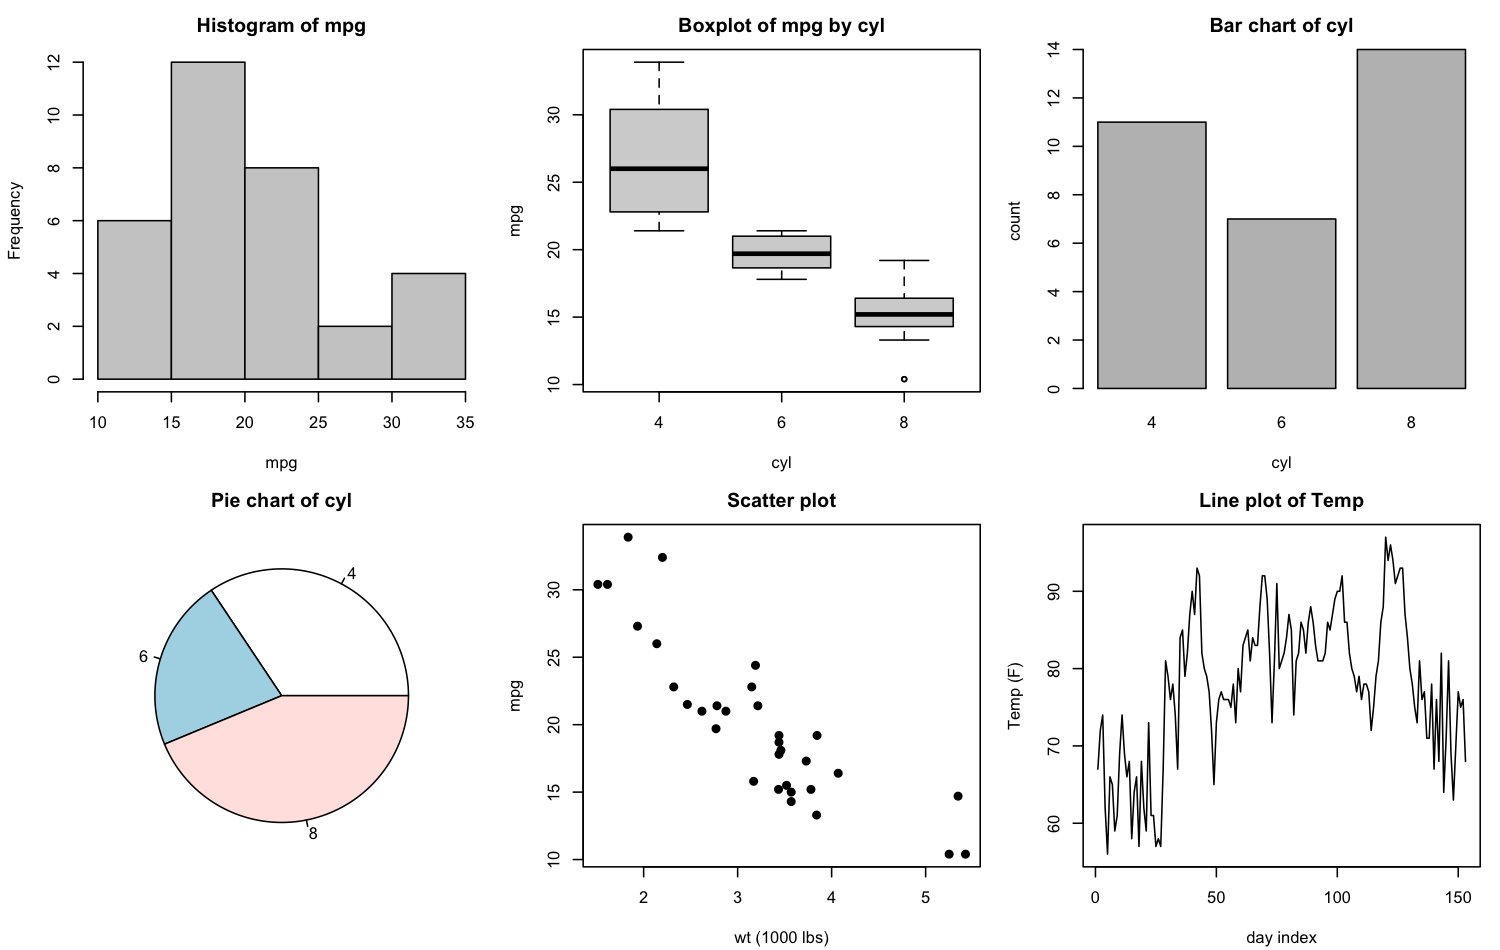 Histogram of mpg
Frequency
0 2 4 6 8 10 12
10 15 20 25 30 35
mpg
Boxplot of mpg by cyl
mpg
10 15 20 25 30
4 6 8
cyl
Bar chart of cyl
count
0 2 4 6 8 10 12 14
4 6 8
cyl
Pie chart of cyl
4
6
8
Scatter plot
mpg
10 15 20 25 30
2 3 4 5
wt (1000 lbs)
Line plot of Temp
Temp (F)
60 70 80 90
0 50 100 150
day index